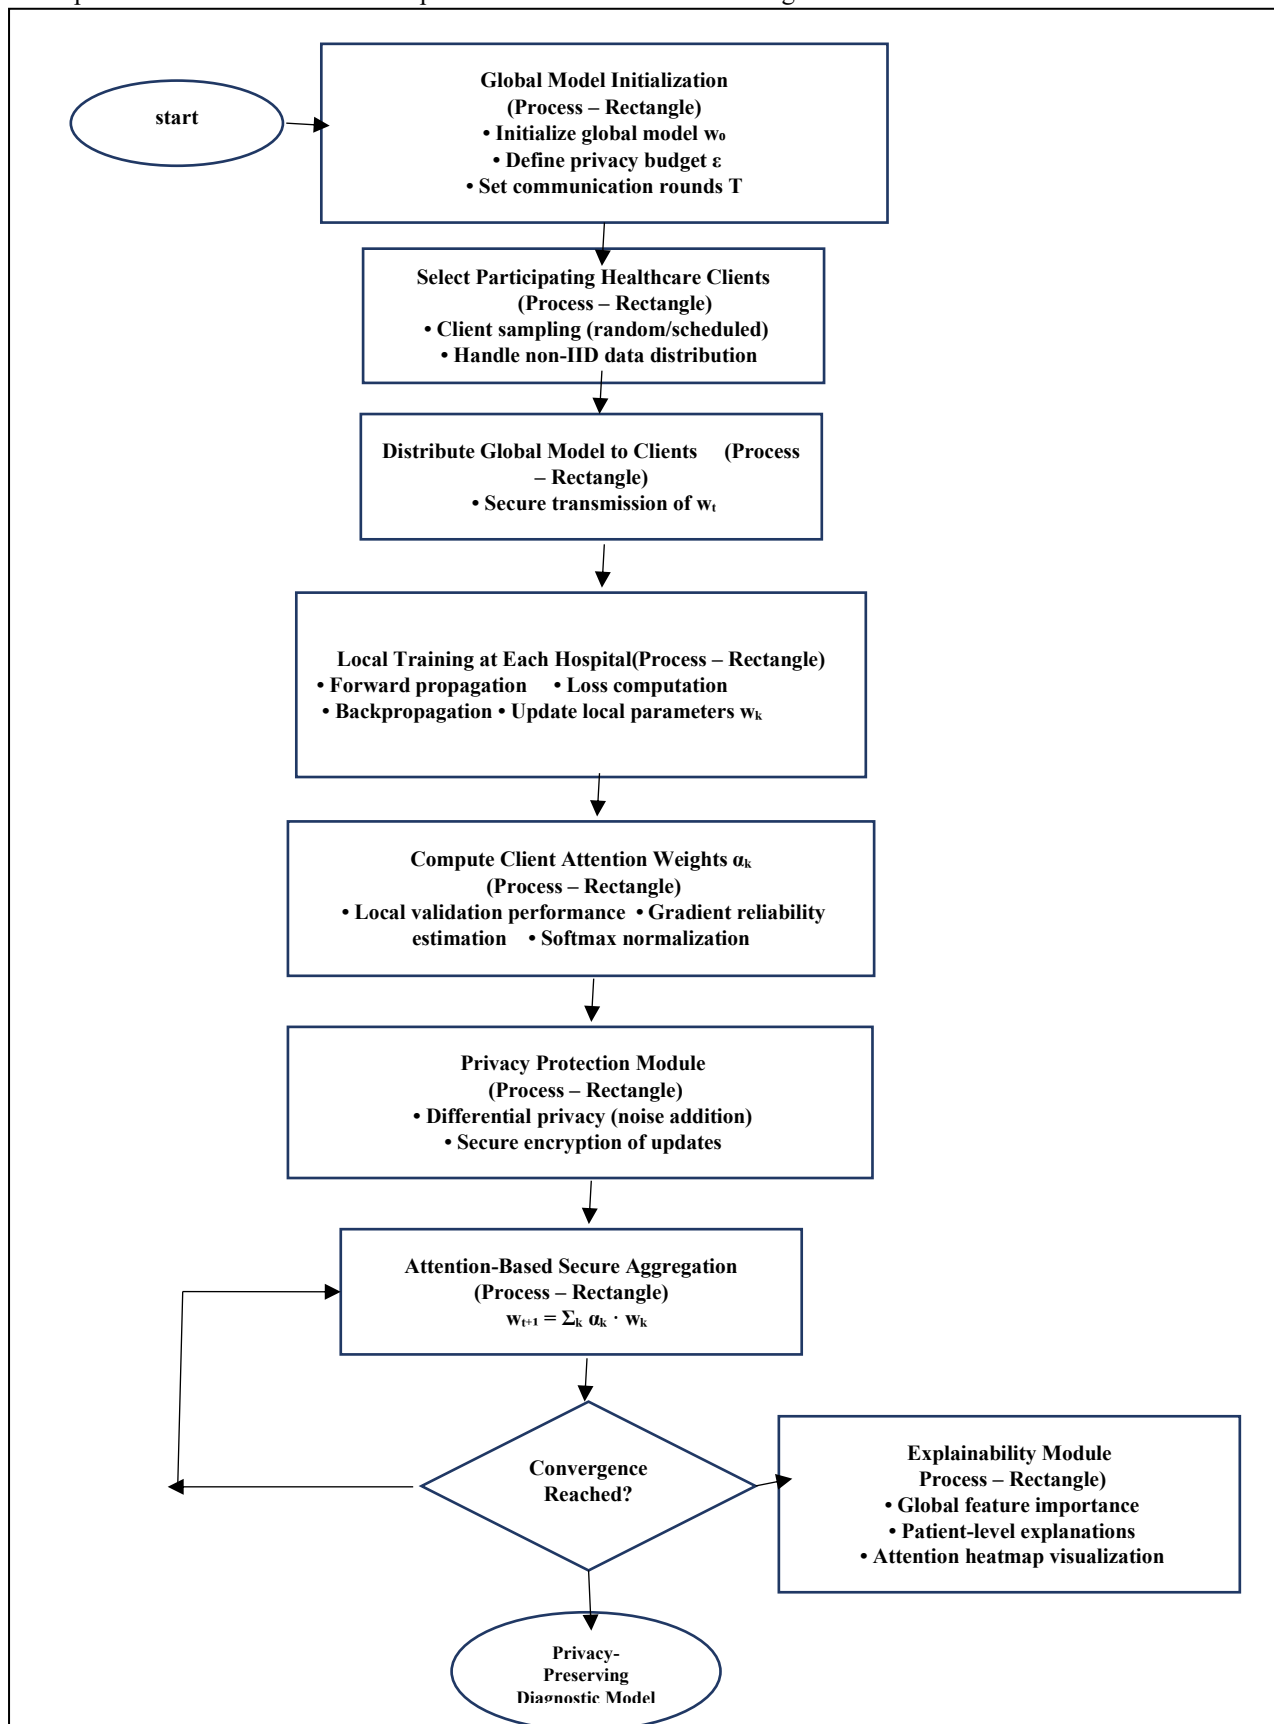 start
Global Model Initialization
(Process – Rectangle)
• Initialize global model w₀
• Define privacy budget ε
• Set communication rounds T
Select Participating Healthcare Clients
(Process – Rectangle)
• Client sampling (random/scheduled)
• Handle non-IID data distribution
Distribute Global Model to Clients (Process
– Rectangle)
• Secure transmission of wₜ
Local Training at Each Hospital(Process – Rectangle)
• Forward propagation • Loss computation
• Backpropagation • Update local parameters wₖ
Compute Client Attention Weights αₖ
(Process – Rectangle)
• Local validation performance • Gradient reliability
estimation • Softmax normalization
Privacy Protection Module
(Process – Rectangle)
• Differential privacy (noise addition)
• Secure encryption of updates
Attention-Based Secure Aggregation
(Process – Rectangle)
wₜ₊₁ = Σₖ αₖ · wₖ
Convergence
Reached?
Explainability Module
Process – Rectangle)
• Global feature importance
• Patient-level explanations
• Attention heatmap visualization
Privacy-
Preserving
Diagnostic Model